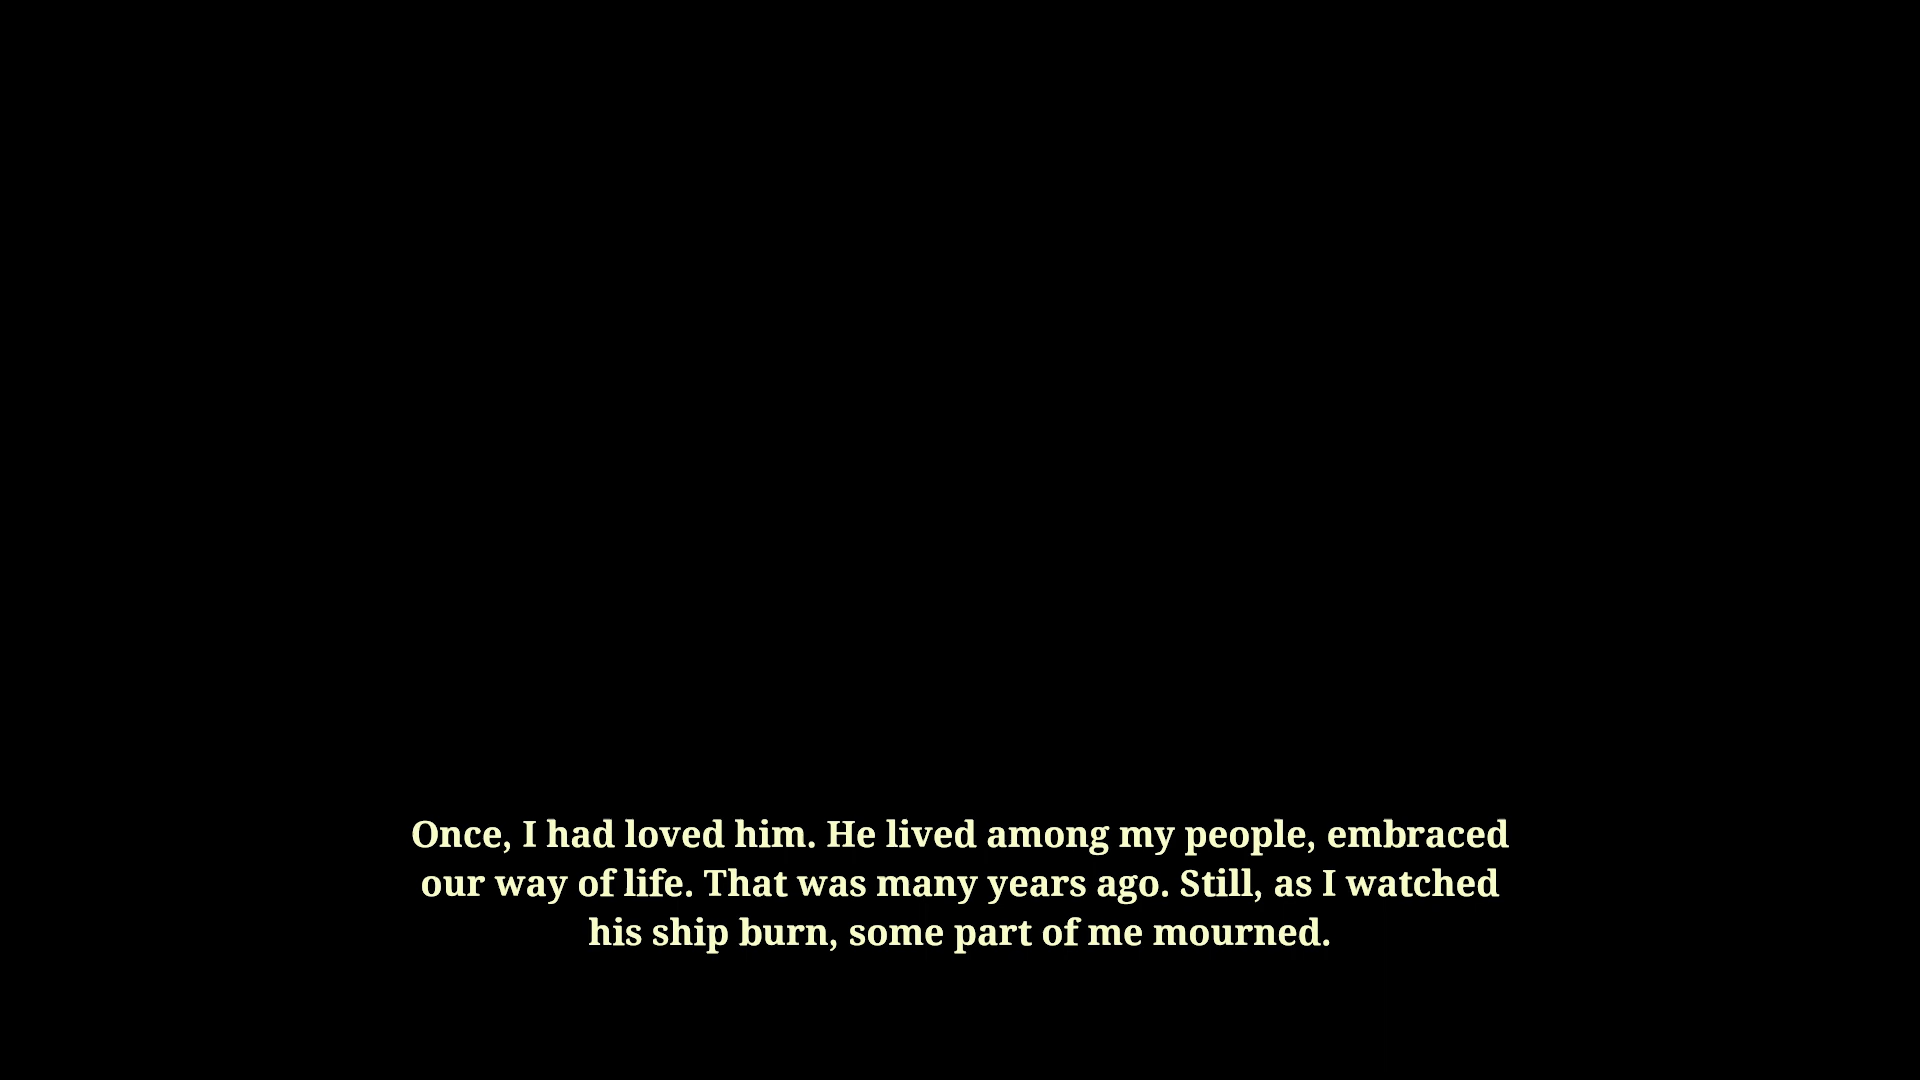 Once, I had loved him. He lived among my people, embraced
our way of life. That was many years ago. Still, as I watched
his ship burn, some part of me mourned.